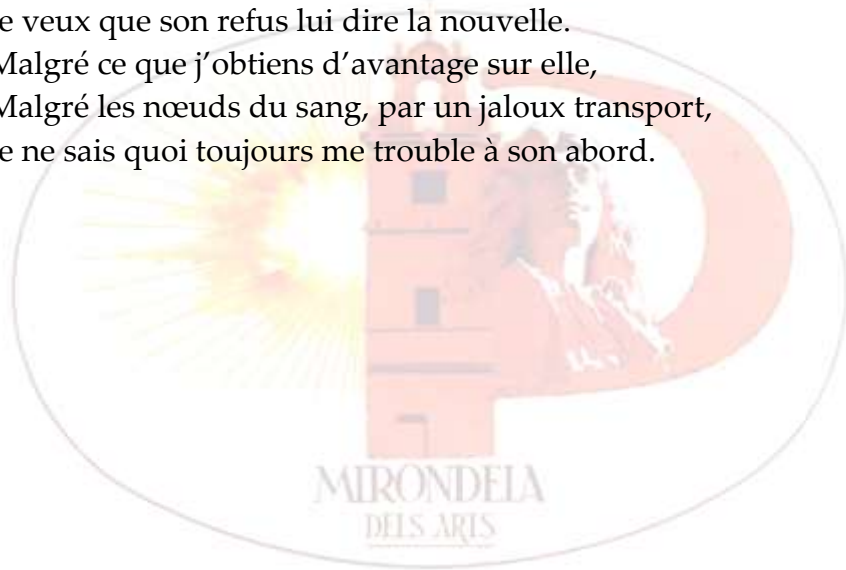 e veux que son refus lui dire la nouvelle.
Malgré ce que j’obtiens d’avantage sur elle,
Malgré les nœuds du sang, par un jaloux transport,
e ne sais quoi toujours me trouble à son abord.
MIRONDELA
DELS ARTS